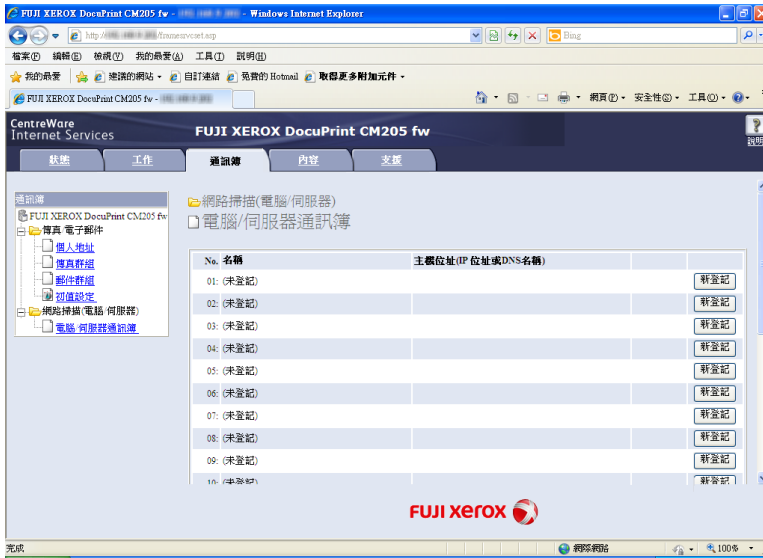 FUJI XEROX DocuPrint CM205 fw - - Windows Internet Explorer
http:// /framesrvcset.asp
Bing
檔案(F) 編輯(E) 檢視(V) 我的最愛(A) 工具(T) 說明(H)
我的最愛 建議的網站 自訂連結 免費的 Hotmail 取得更多附加元件
FUJI XEROX DocuPrint CM205 fw - 網頁(P) 安全性(S) 工具(O)
CentreWare
Internet Services
FUJI XEROX DocuPrint CM205 fw
說明
狀態 工作 通訊簿 內容 支援
通訊簿
FUJI XEROX DocuPrint CM205 fw
傳真/電子郵件
個人地址
傳真群組
郵件群組
初值設定
網路掃描(電腦/伺服器)
電腦/伺服器通訊簿
網路掃描(電腦/伺服器)
電腦/伺服器通訊簿
No. 名稱 主機位址(IP 位址或DNS名稱)
01: (未登記) 新登記
02: (未登記) 新登記
03: (未登記) 新登記
04: (未登記) 新登記
05: (未登記) 新登記
06: (未登記) 新登記
07: (未登記) 新登記
08: (未登記) 新登記
09: (未登記) 新登記
10: (未登記) 新登記
FUJI xerox
完成 網際網路 100%